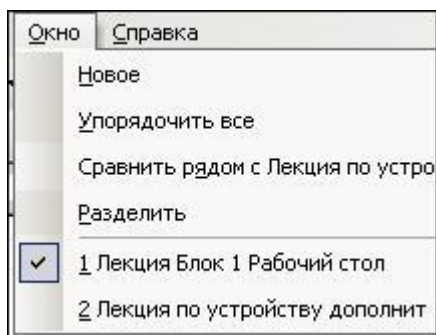 Окно Справка
Новое
Упорядочить все
Сравнить рядом с Лекция по устро
Разделить
1 Лекция Блок 1 Рабочий стол
2 Лекция по устройству дополнит